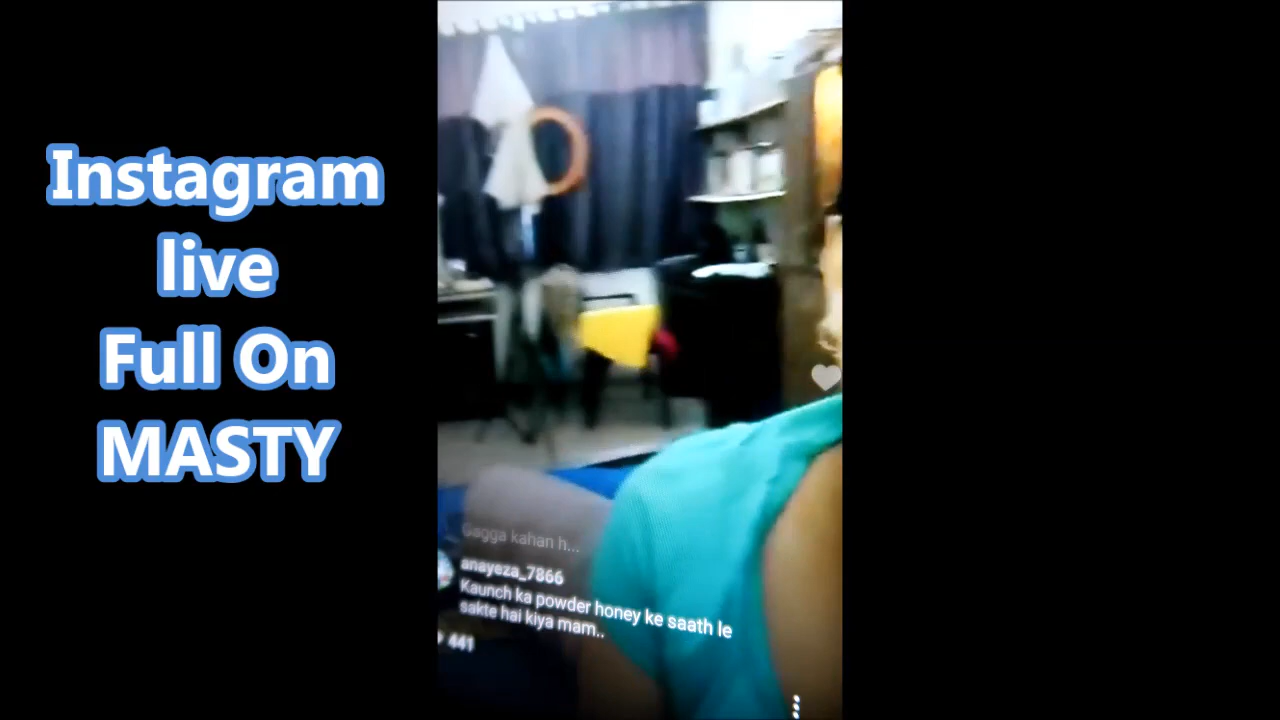 Instagram
live
Full On
MASTY
Gagga kahan h...
anayeza_7866
Kaunch ka powder honey ke saath le
sakte hai kiya mam..
441